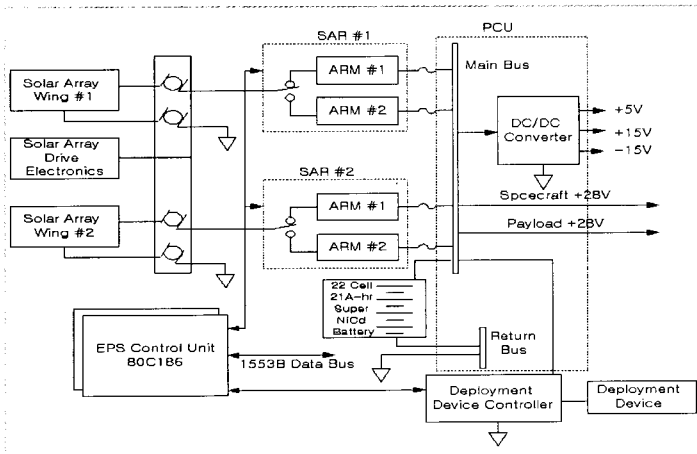 SAR #1
PCU
Solar Array
Wing #1
ARM #1
ARM #2
Main Bus
DC/DC
Converter
+5V
+15V
-15V
Solar Array
Drive
Electronics
SAR #2
Solar Array
Wing #2
ARM #1
ARM #2
Spcecraft +28V
Payload +28V
22 Cell
21A-hr
Super
NiCd
Battery
Return
Bus
EPS Control Unit
80C186
1553B Data Bus
Deployment
Device Controller
Deployment
Device